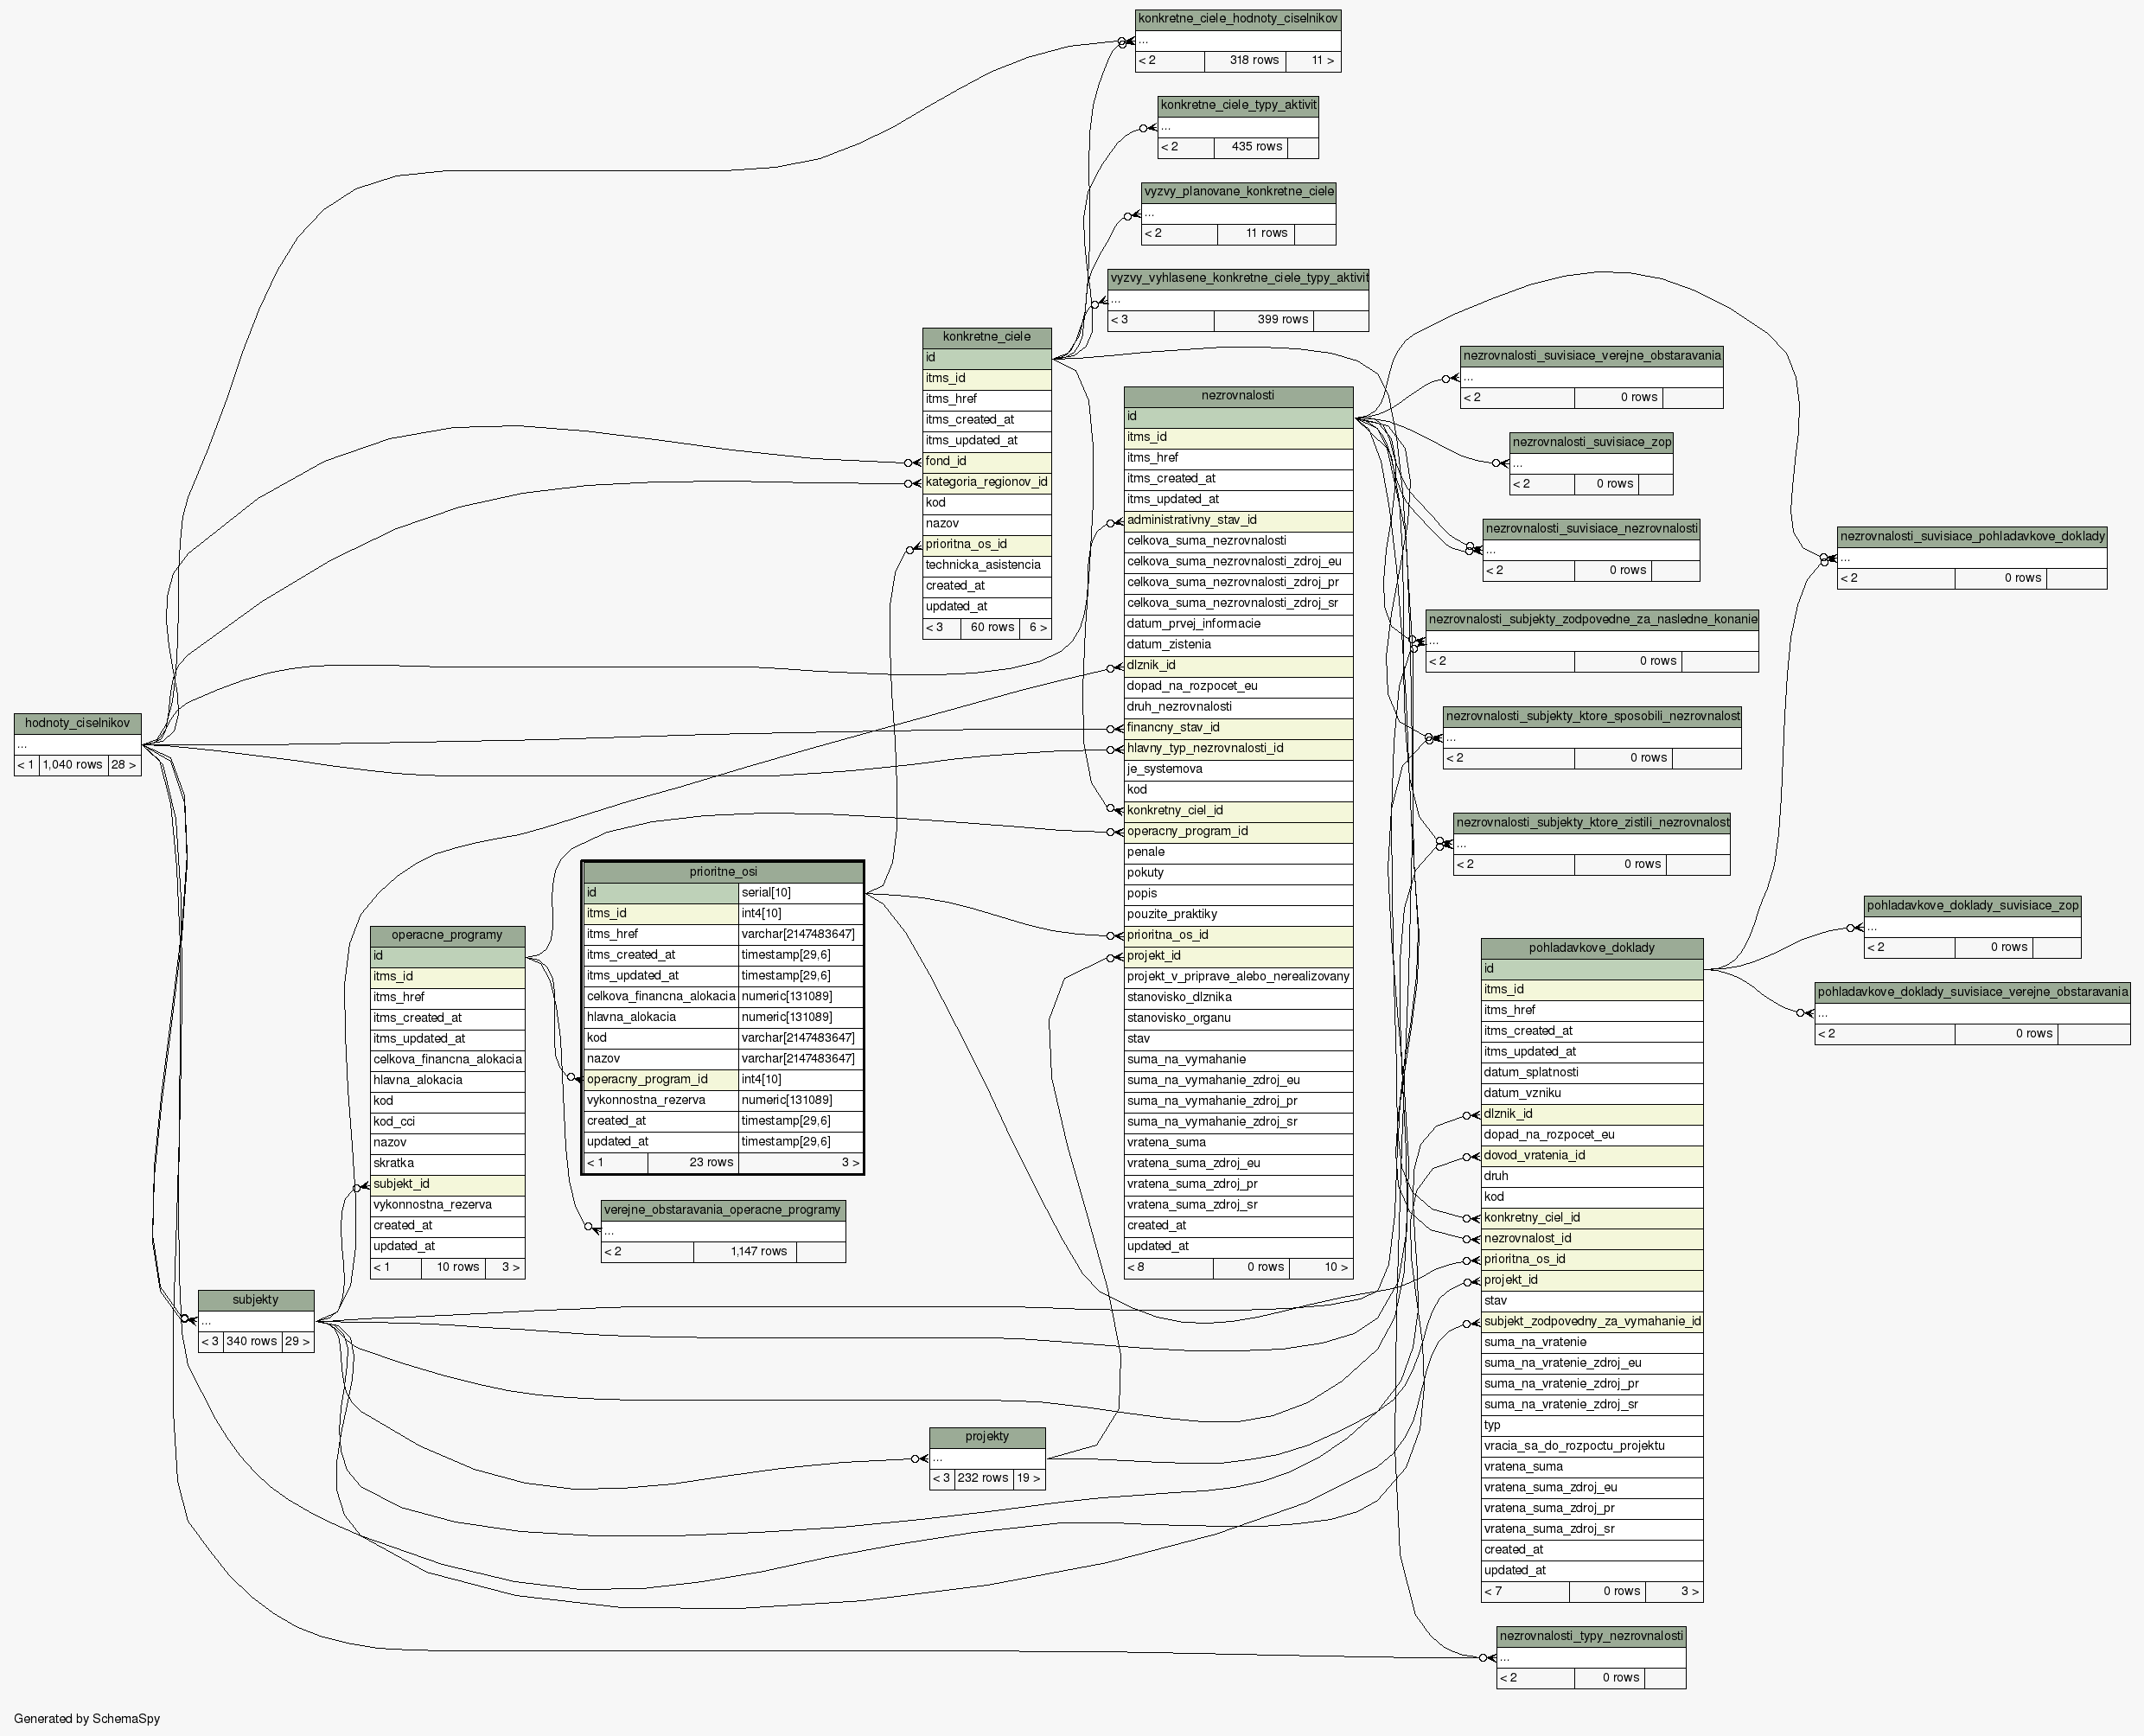 konkretne_ciele_hodnoty_ciselnikov
...
< 2 318 rows 11 >
konkretne_ciele_typy_aktivit
...
< 2 435 rows
vyzvy_planovane_konkretne_ciele
...
< 2 11 rows
vyzvy_vyhlasene_konkretne_ciele_typy_aktivit
...
< 3 399 rows
konkretne_ciele
id
itms_id
itms_href
itms_created_at
itms_updated_at
fond_id
kategoria_regionov_id
kod
nazov
prioritna_os_id
technicka_asistencia
created_at
updated_at
< 3 60 rows 6 >
nezrovnalosti
id
itms_id
itms_href
itms_created_at
itms_updated_at
administrativny_stav_id
celkova_suma_nezrovnalosti
celkova_suma_nezrovnalosti_zdroj_eu
celkova_suma_nezrovnalosti_zdroj_pr
celkova_suma_nezrovnalosti_zdroj_sr
datum_prvej_informacie
datum_zistenia
dlznik_id
dopad_na_rozpocet_eu
druh_nezrovnalosti
financny_stav_id
hlavny_typ_nezrovnalosti_id
je_systemova
kod
konkretny_ciel_id
operacny_program_id
penale
pokuty
popis
pouzite_praktiky
prioritna_os_id
projekt_id
projekt_v_priprave_alebo_nerealizovany
stanovisko_dlznika
stanovisko_organu
stav
suma_na_vymahanie
suma_na_vymahanie_zdroj_eu
suma_na_vymahanie_zdroj_pr
suma_na_vymahanie_zdroj_sr
vratena_suma
vratena_suma_zdroj_eu
vratena_suma_zdroj_pr
vratena_suma_zdroj_sr
created_at
updated_at
< 8 0 rows 10 >
nezrovnalosti_suvisiace_verejne_obstaravania
...
< 2 0 rows
nezrovnalosti_suvisiace_zop
...
< 2 0 rows
nezrovnalosti_suvisiace_nezrovnalosti
...
< 2 0 rows
nezrovnalosti_suvisiace_pohladavkove_doklady
...
< 2 0 rows
nezrovnalosti_subjekty_zodpovedne_za_nasledne_konanie
...
< 2 0 rows
nezrovnalosti_subjekty_ktore_sposobili_nezrovnalost
...
< 2 0 rows
nezrovnalosti_subjekty_ktore_zistili_nezrovnalost
...
< 2 0 rows
hodnoty_ciselnikov
...
< 1 1,040 rows 28 >
prioritne_osi
id serial[10]
itms_id int4[10]
itms_href varchar[2147483647]
itms_created_at timestamp[29,6]
itms_updated_at timestamp[29,6]
celkova_financna_alokacia numeric[131089]
hlavna_alokacia numeric[131089]
kod varchar[2147483647]
nazov varchar[2147483647]
operacny_program_id int4[10]
vykonnostna_rezerva numeric[131089]
created_at timestamp[29,6]
updated_at timestamp[29,6]
< 1 23 rows 3 >
operacne_programy
id
itms_id
itms_href
itms_created_at
itms_updated_at
celkova_financna_alokacia
hlavna_alokacia
kod
kod_cci
nazov
skratka
subjekt_id
vykonnostna_rezerva
created_at
updated_at
< 1 10 rows 3 >
verejne_obstaravania_operacne_programy
...
< 2 1,147 rows
pohladavkove_doklady_suvisiace_zop
...
< 2 0 rows
pohladavkove_doklady_suvisiace_verejne_obstaravania
...
< 2 0 rows
pohladavkove_doklady
id
itms_id
itms_href
itms_created_at
itms_updated_at
datum_splatnosti
datum_vzniku
dlznik_id
dopad_na_rozpocet_eu
dovod_vratenia_id
druh
kod
konkretny_ciel_id
nezrovnalost_id
prioritna_os_id
projekt_id
stav
subjekt_zodpovedny_za_vymahanie_id
suma_na_vratenie
suma_na_vratenie_zdroj_eu
suma_na_vratenie_zdroj_pr
suma_na_vratenie_zdroj_sr
typ
vracia_sa_do_rozpoctu_projektu
vratena_suma
vratena_suma_zdroj_eu
vratena_suma_zdroj_pr
vratena_suma_zdroj_sr
created_at
updated_at
< 7 0 rows 3 >
subjekty
...
< 3 340 rows 29 >
projekty
...
< 3 232 rows 19 >
nezrovnalosti_typy_nezrovnalosti
...
< 2 0 rows
Generated by SchemaSpy